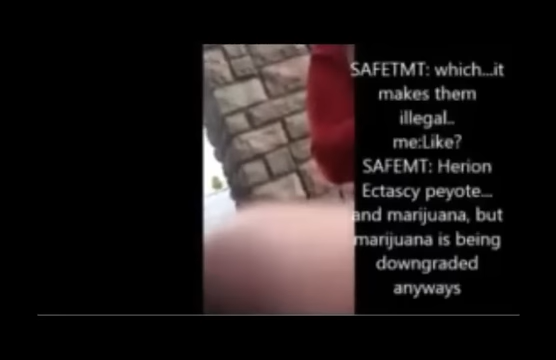 SAFETMT: which...it
makes them
illegal..
me:Like?
SAFEMT: Herion
Ectascy peyote...
and marijuana, but
marijuana is being
downgraded
anyways